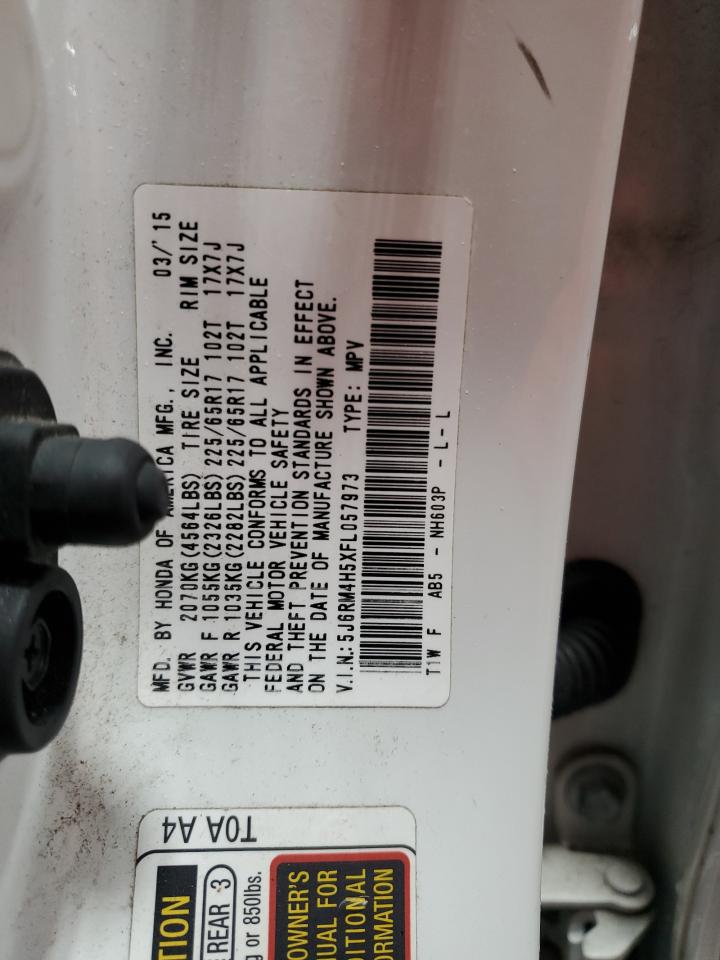 MFD. BY HONDA OF AMERICA MFG., INC. 03/'15
GVWR 2070KG(4564LBS) TIRE SIZE RIM SIZE
GAWR F 1055KG(2326LBS) 225/65R17 102T 17X7J
GAWR R 1035KG(2282LBS) 225/65R17 102T 17X7J
THIS VEHICLE CONFORMS TO ALL APPLICABLE
FEDERAL MOTOR VEHICLE SAFETY
AND THEFT PREVENTION STANDARDS IN EFFECT
ON THE DATE OF MANUFACTURE SHOWN ABOVE.
V.I.N.: 5J6RM4H5XFL057973 TYPE: MPV
T1W F AB5 - NH603P - L - L
T0A A4
TION
REAR 3
g or 850lbs.
OWNER'S
UAL FOR
DITIONAL
ORMATION